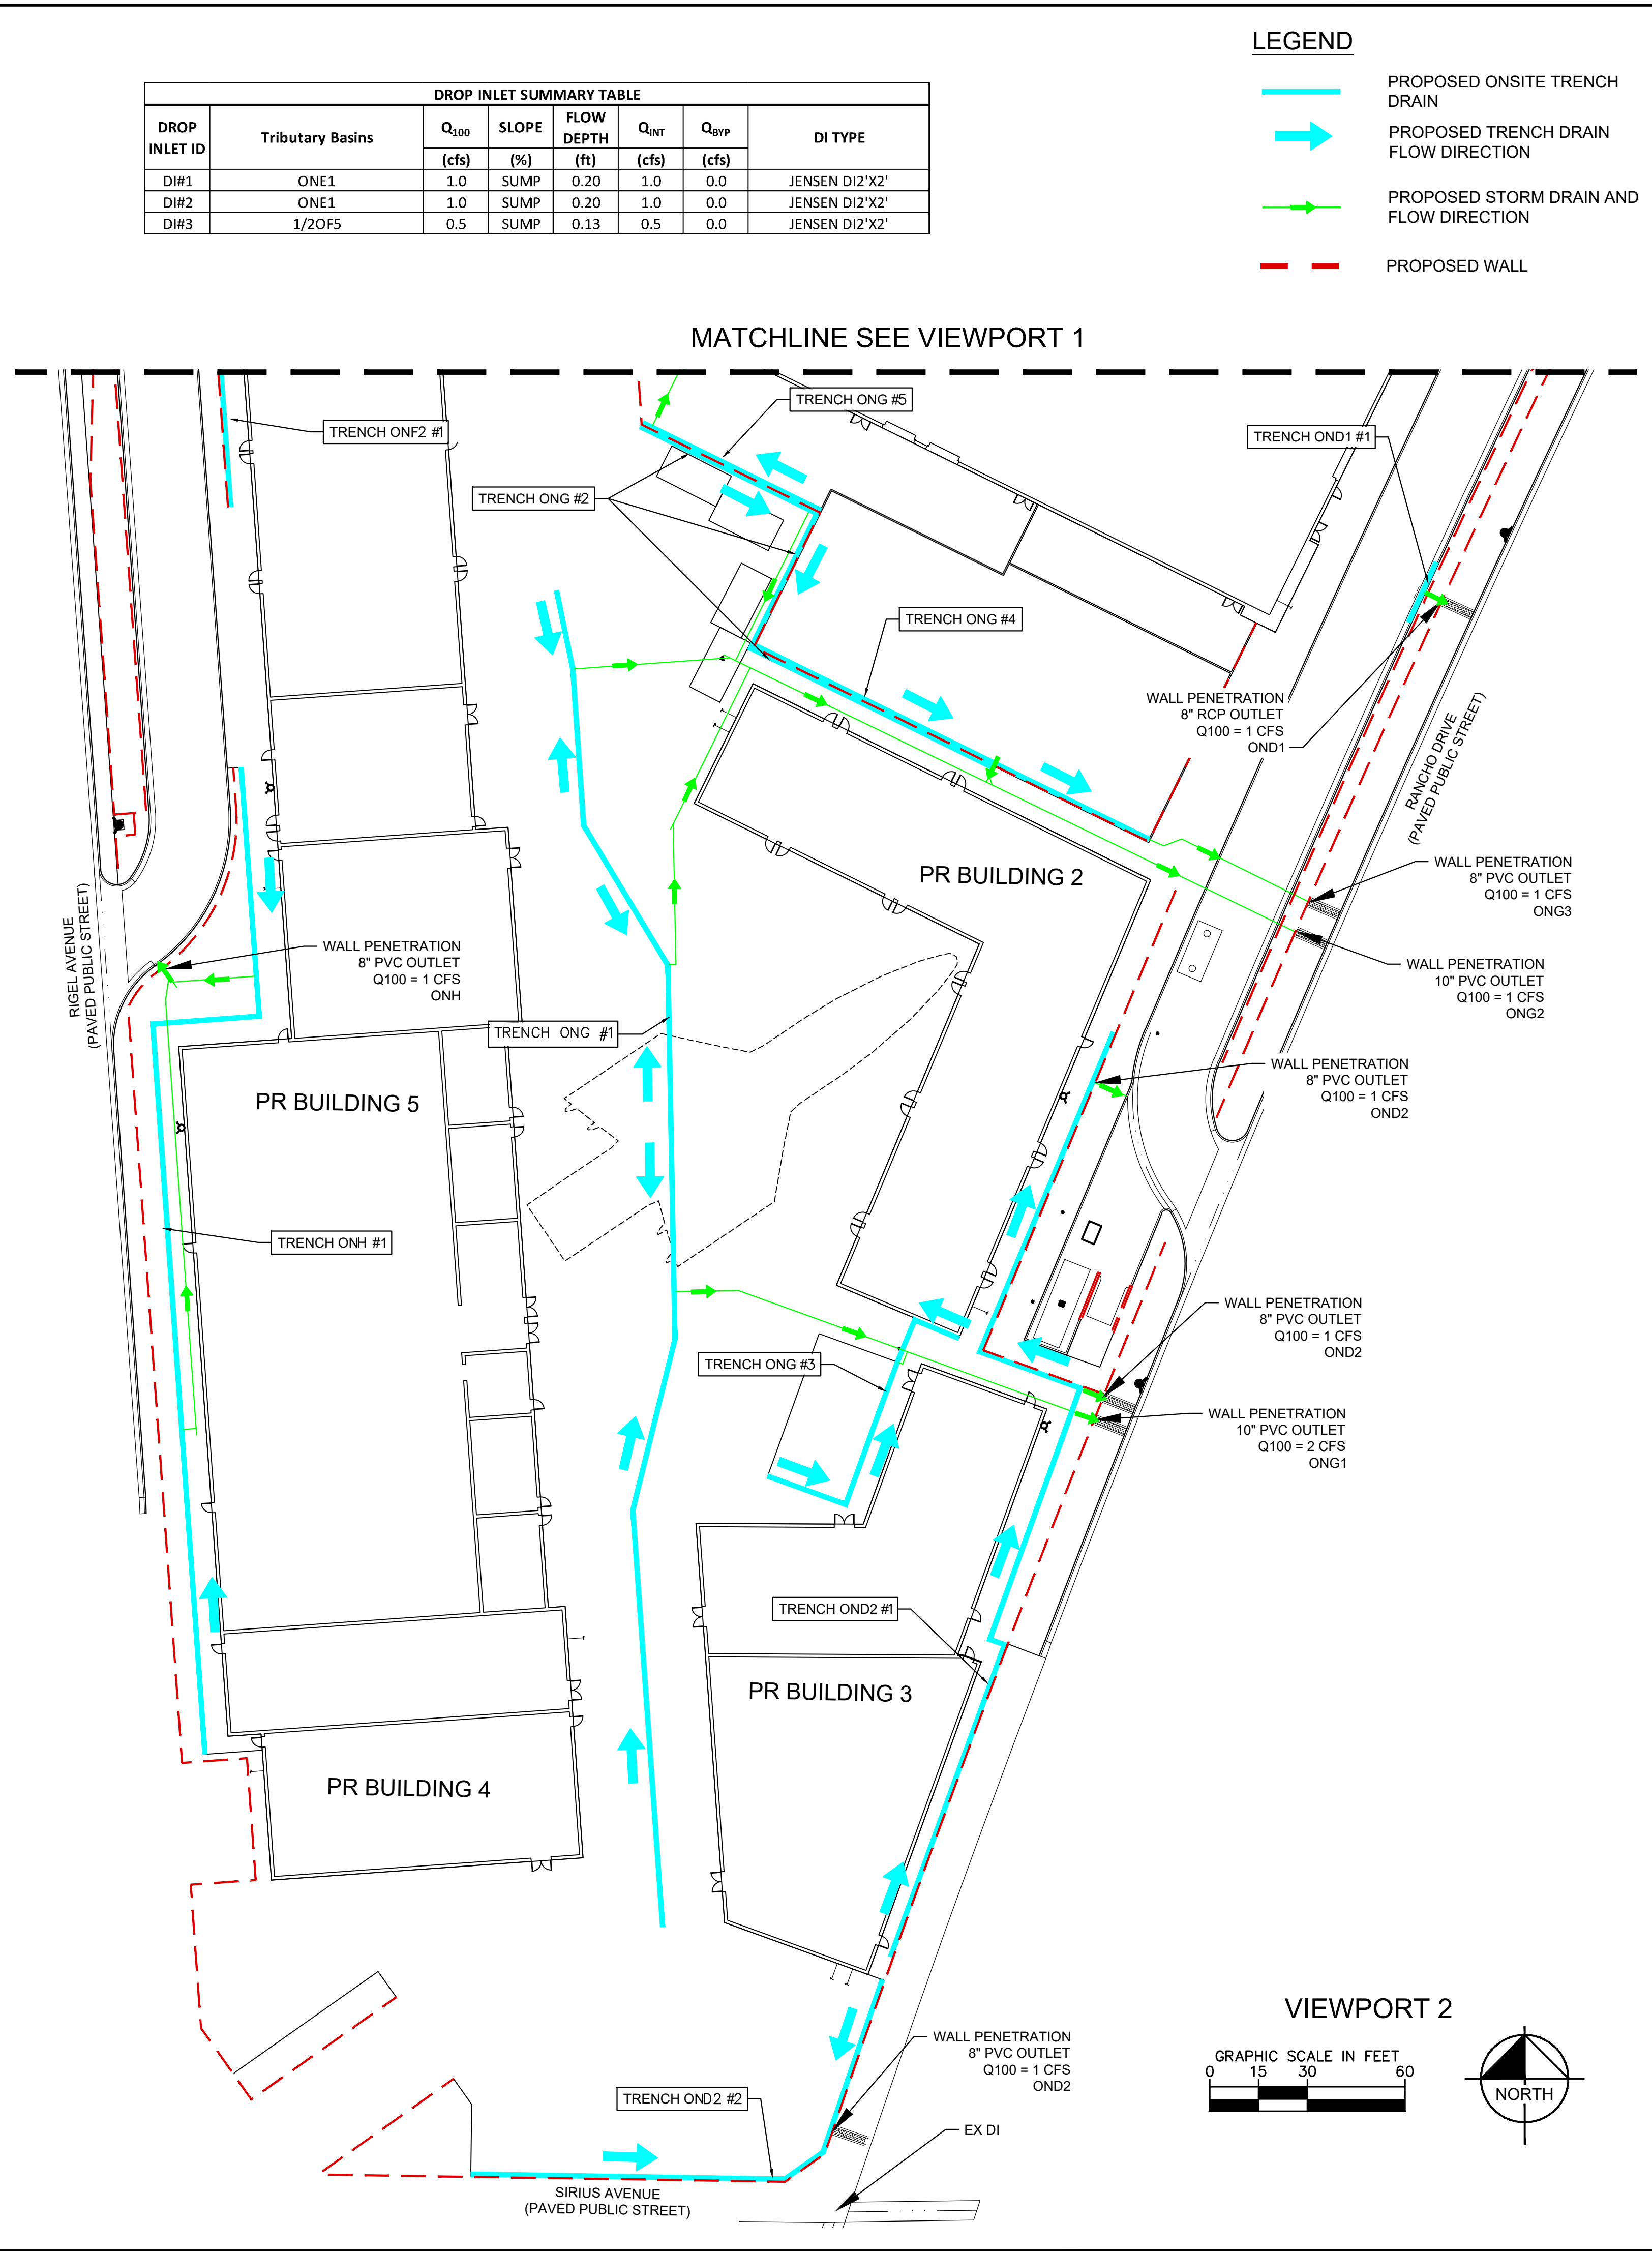 LEGEND
PROPOSED ONSITE TRENCH
DRAIN
PROPOSED TRENCH DRAIN
FLOW DIRECTION
PROPOSED STORM DRAIN AND
FLOW DIRECTION
PROPOSED WALL
DROP INLET SUMMARY TABLE
DROP INLET ID Tributary Basins Q100 SLOPE FLOW DEPTH QINT QBYP DI TYPE
(cfs) (%) (ft) (cfs) (cfs)
DI#1 ONE1 1.0 SUMP 0.20 1.0 0.0 JENSEN DI2'X2'
DI#2 ONE1 1.0 SUMP 0.20 1.0 0.0 JENSEN DI2'X2'
DI#3 1/2OF5 0.5 SUMP 0.13 0.5 0.0 JENSEN DI2'X2'
MATCHLINE SEE VIEWPORT 1
TRENCH ONG #5
TRENCH ONF2 #1
TRENCH OND1 #1
TRENCH ONG #2
TRENCH ONG #4
WALL PENETRATION
8" RCP OUTLET
Q100 = 1 CFS
OND1
RANCHO DRIVE
(PAVED PUBLIC STREET)
PR BUILDING 2
WALL PENETRATION
8" PVC OUTLET
Q100 = 1 CFS
ONG3
RIGEL AVENUE
(PAVED PUBLIC STREET)
WALL PENETRATION
8" PVC OUTLET
Q100 = 1 CFS
ONH
WALL PENETRATION
10" PVC OUTLET
Q100 = 1 CFS
ONG2
TRENCH ONG #1
WALL PENETRATION
8" PVC OUTLET
Q100 = 1 CFS
OND2
PR BUILDING 5
TRENCH ONH #1
WALL PENETRATION
8" PVC OUTLET
Q100 = 1 CFS
OND2
TRENCH ONG #3
WALL PENETRATION
10" PVC OUTLET
Q100 = 2 CFS
ONG1
TRENCH OND2 #1
PR BUILDING 3
PR BUILDING 4
VIEWPORT 2
GRAPHIC SCALE IN FEET
0 15 30 60
NORTH
WALL PENETRATION
8" PVC OUTLET
Q100 = 1 CFS
OND2
TRENCH OND2 #2
EX DI
SIRIUS AVENUE
(PAVED PUBLIC STREET)